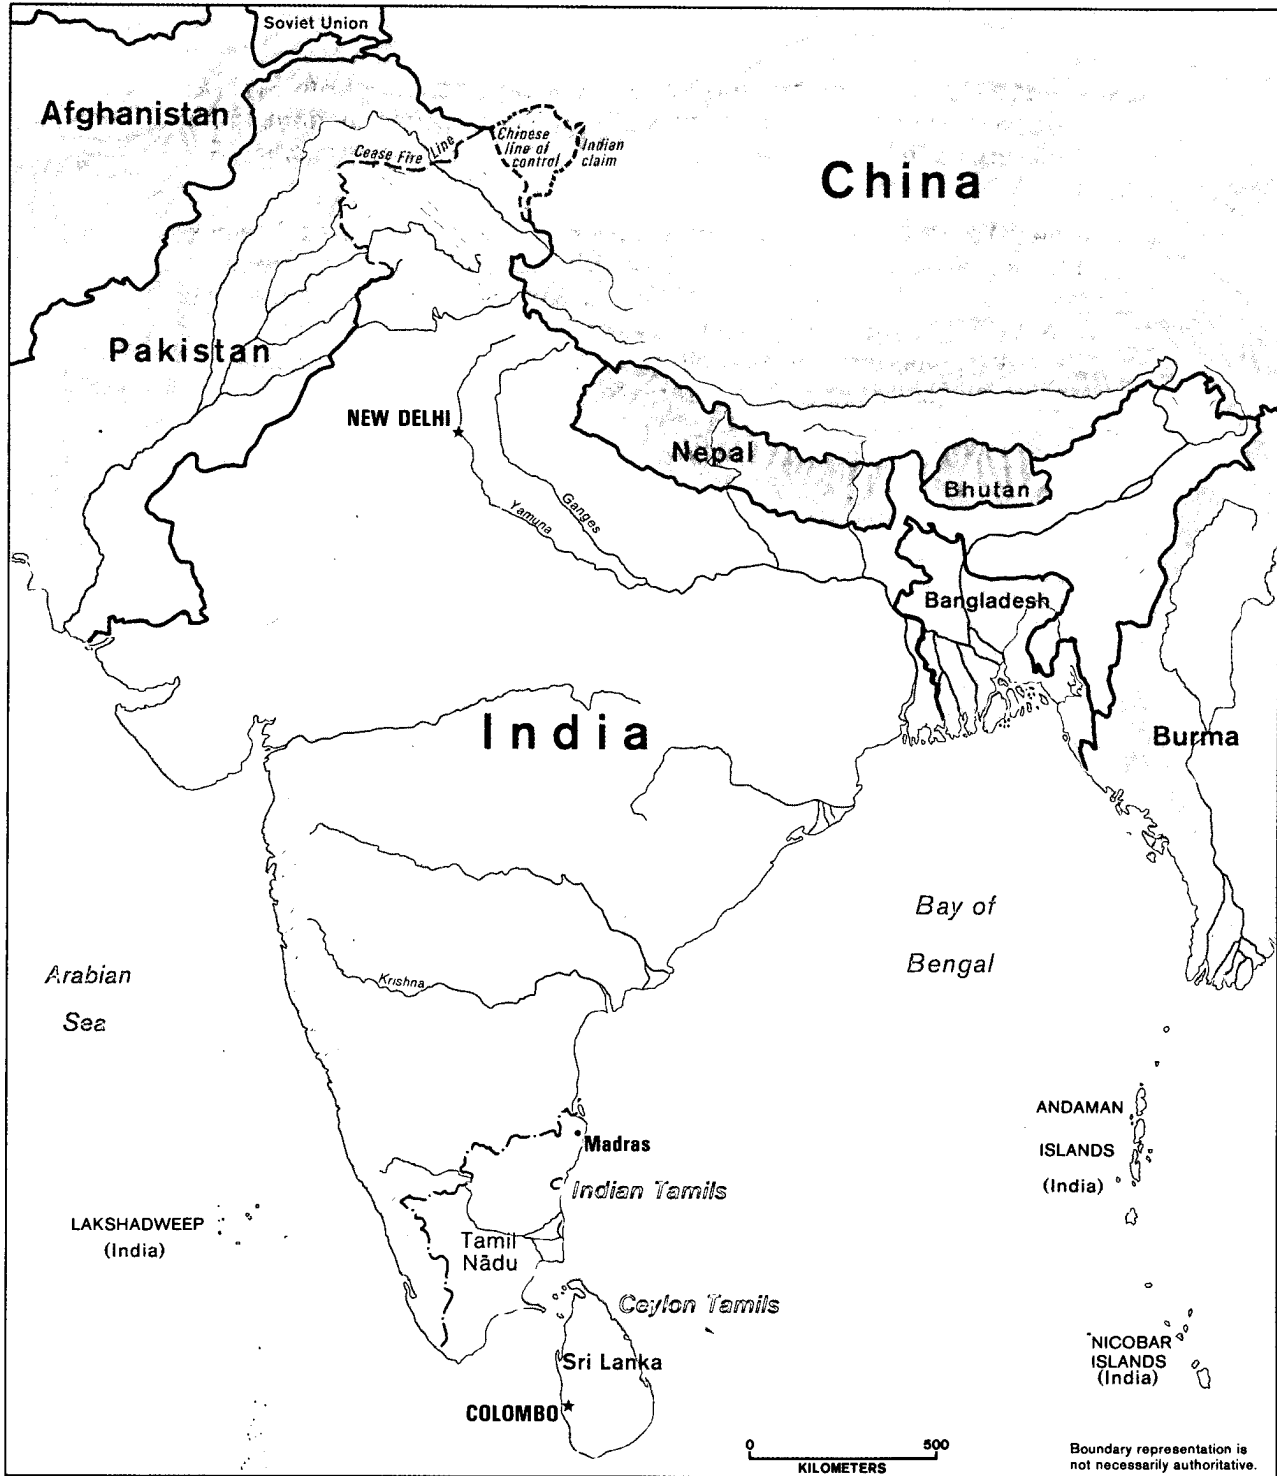 Soviet Union
Afghanistan
Cease Fire Line
Chinese
line of
control
Indian
claim
China
Pakistan
NEW DELHI
Nepal
Bhutan
Ganges
Yamuna
Bangladesh
India
Burma
Bay of
Bengal
Arabian
Sea
Krishna
ANDAMAN
ISLANDS
(India)
Madras
Indian Tamils
LAKSHADWEEP
(India)
Tamil
Nādu
Ceylon Tamils
NICOBAR
ISLANDS
(India)
Sri Lanka
COLOMBO
0 500
KILOMETERS
Boundary representation is
not necessarily authoritative.